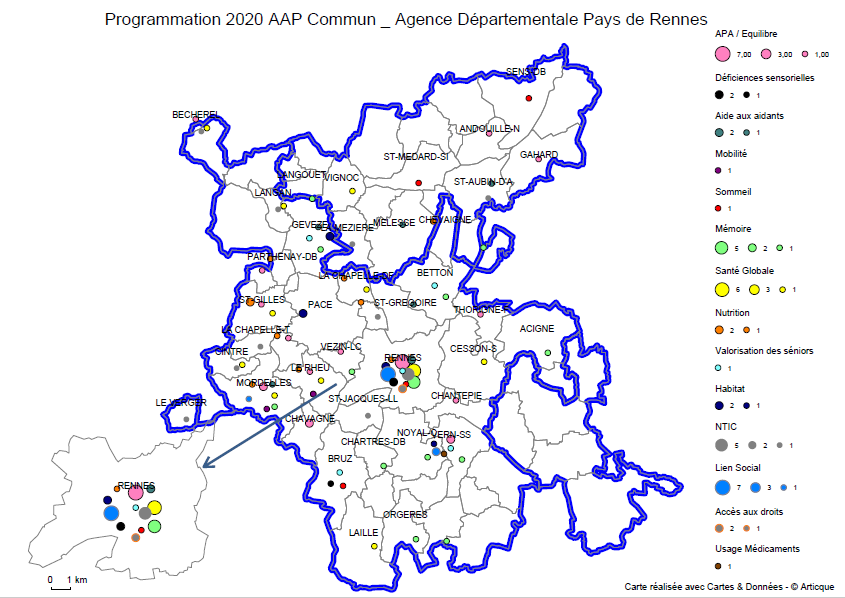 Programmation 2020 AAP Commun _ Agence Départementale Pays de Rennes
APA / Equilibre
7,00 3,00 1,00
Déficiences sensorielles
2 1
Aide aux aidants
2 1
Mobilité
1
Sommeil
1
Mémoire
5 2 1
Santé Globale
6 3 1
Nutrition
2 1
Valorisation des séniors
1
Habitat
2 1
NTIC
5 2 1
Lien Social
7 3 1
Accès aux droits
2 1
Usage Médicaments
1
SENS-DB
BECHEREL
ANDOUILLE-N
ST-MEDARD-SI
GAHARD
LANGOUET
VIGNOC
ST-AUBIN-D'A
LANGAN
GEVEZE
LA MEZIERE
MELESSE
CHEVAIGNE
PARTHENAY-DB
LA CHAPELLE-DF
BETTON
ST-GILLES
PACE
ST-GREGOIRE
THORIGNE-F
LA CHAPELLE-T
ACIGNE
CINTRE
VEZIN-LC
CESSON-S
RENNES
LE RHEU
MORDELLES
ST-JACQUES-LL
CHANTEPIE
LE VERGER
CHAVAGNE
NOYAL-C
VERN-SS
CHARTRES-DB
BRUZ
RENNES
ORGERES
LAILLE
0 1 km
Carte réalisée avec Cartes & Données - © Articque